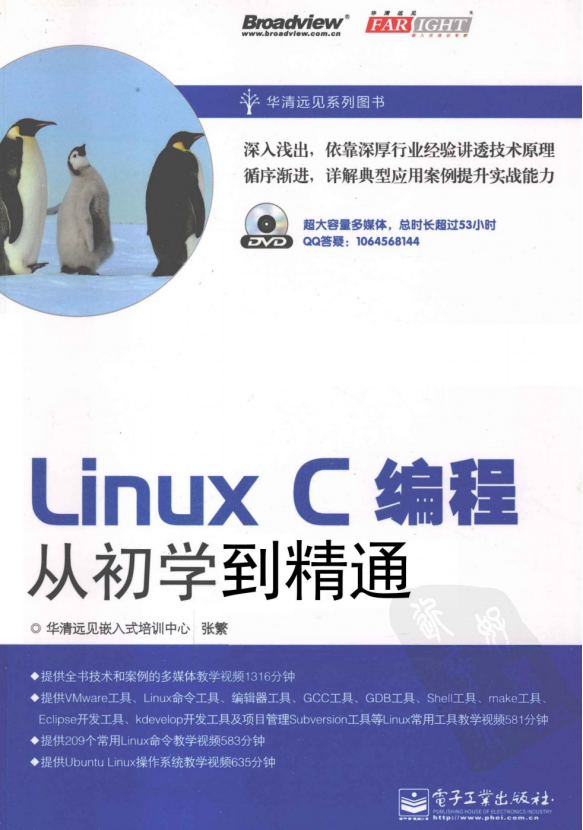 Broadview®
www.broadview.com.cn
华清远见
FARSIGHT
华清远见系列图书
深入浅出，依靠深厚行业经验讲透技术原理
循序渐进，详解典型应用案例提升实战能力
DVD
超大容量多媒体，总时长超过53小时
QQ答疑：1064568144
Linux C 编程
从初学到精通
◎ 华清远见嵌入式培训中心 张繁
◆提供全书技术和案例的多媒体教学视频1316分钟
◆提供VMware工具、Linux命令工具、编辑器工具、GCC工具、GDB工具、Shell工具、make工具、
Eclipse开发工具、kdevelop开发工具及项目管理Subversion工具等Linux常用工具教学视频581分钟
◆提供209个常用Linux命令教学视频583分钟
◆提供Ubuntu Linux操作系统教学视频635分钟
电子工业出版社·
PUBLISHING HOUSE OF ELECTRONICS INDUSTRY
http://www.phei.com.cn